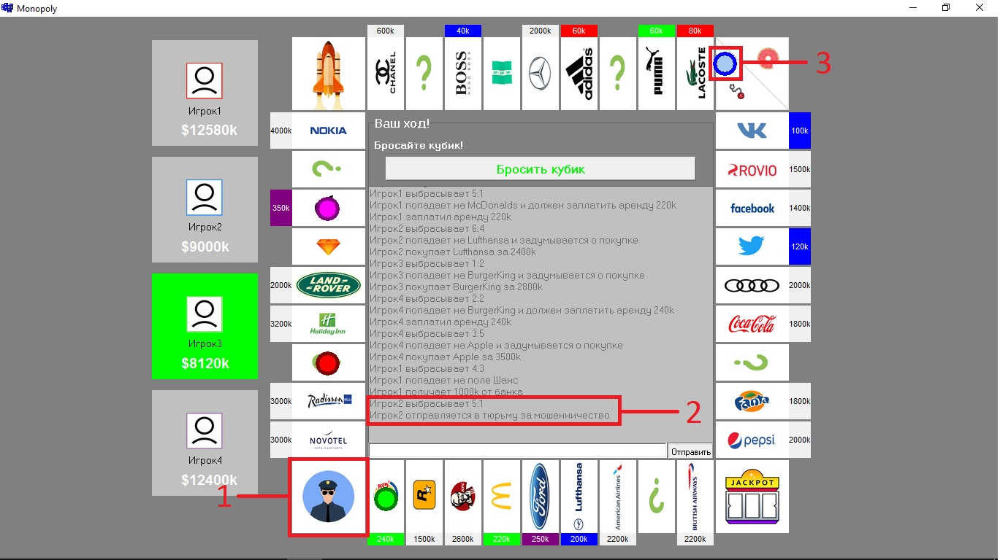 Monopoly
600k
40k
2000k
60k
60k
80k
CHANEL
BOSS
HUGO BOSS
adidas
PUMA
LACOSTE
3
Игрок1
$12580k
Игрок2
$9000k
Игрок3
$8120k
Игрок4
$12400k
4000k
NOKIA
350k
2000k
LAND-
ROVER
3200k
Holiday Inn
3000k
Radisson BLU
3000k
NOVOTEL
HOTELS & RESORTS
Ваш ход!
Бросайте кубик!
Бросить кубик
Игрок1 выбрасывает 5:1
Игрок1 попадает на McDonalds и должен заплатить аренду 220k
Игрок1 заплатил аренду 220k
Игрок2 выбрасывает 6:4
Игрок2 попадает на Lufthansa и задумывается о покупке
Игрок2 покупает Lufthansa за 2400k
Игрок3 выбрасывает 1:2
Игрок3 попадает на BurgerKing и задумывается о покупке
Игрок3 покупает BurgerKing за 2800k
Игрок4 выбрасывает 2:2
Игрок4 попадает на BurgerKing и должен заплатить аренду 240k
Игрок4 заплатил аренду 240k
Игрок4 выбрасывает 3:5
Игрок4 попадает на Apple и задумывается о покупке
Игрок4 покупает Apple за 3500k
Игрок1 выбрасывает 4:3
Игрок1 попадает на поле Шанс
Игрок1 получает 1000k от банка
Игрок2 выбрасывает 5:1
Игрок2 отправляется в тюрьму за мошенничество
2
Отправить
100k
ROVIO
1500k
facebook
1400k
120k
2000k
Coca-Cola
1800k
Fanta
1800k
pepsi
2000k
1
R
KFC
Ford
Lufthansa
American Airlines
BRITISH AIRWAYS
JACKPOT
240k
1500k
2600k
220k
250k
200k
2200k
2200k